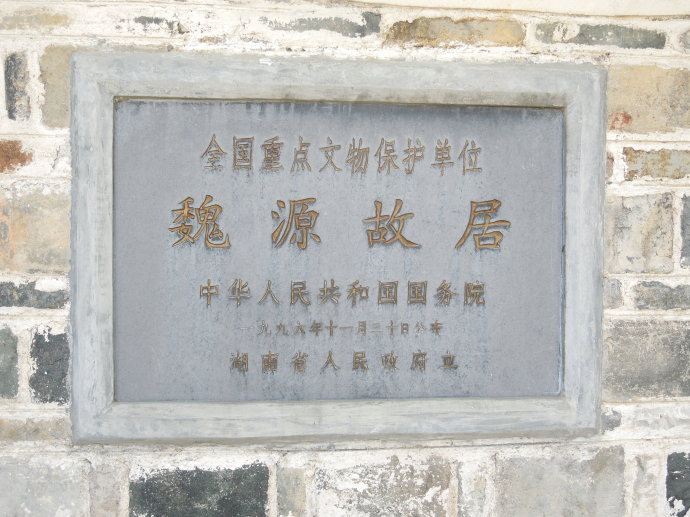 全国重点文物保护单位
魏源故居
中华人民共和国国务院
一九九六年十一月二十日公布
湖南省人民政府立